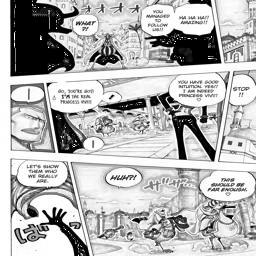 WHAT?!
YOU
MANAGED
TO
FOLLOW
US!!
HA HA HA!!
AMAZING!
GO, YOU'RE GOT!
I'M THE REAL
PRINCESS VIVI!
YOU HAVE GOOD
INTUITION. YES!!
I AM INDEED
PRINCESS VIVI!!
STOP
!!
LET'S SHOW
THEM WHO
WE REALLY
ARE.
HUH?!
THIS
SHOULD BE
FAR ENOUGH.